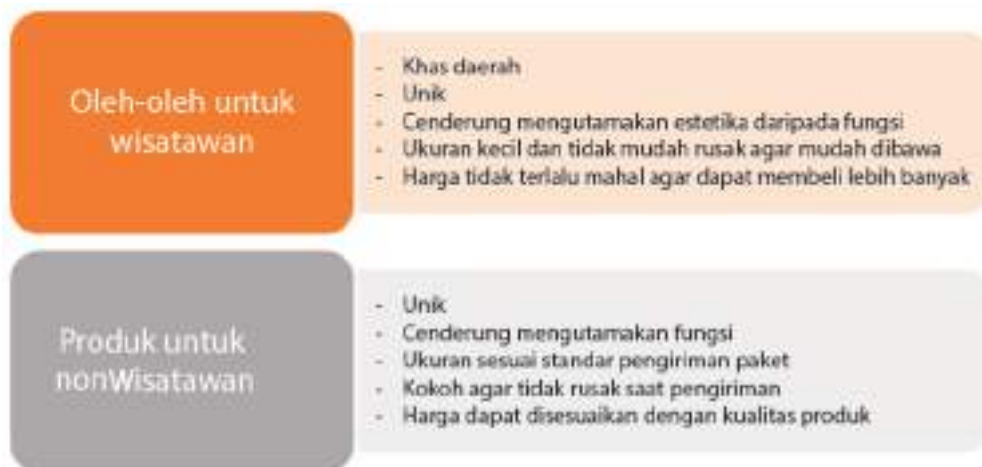 Oleh-oleh untuk
wisatawan
- Khas daerah
- Unik
- Cenderung mengutamakan estetika daripada fungsi
- Ukuran kecil dan tidak mudah rusak agar mudah dibawa
- Harga tidak terlalu mahal agar dapat membeli lebih banyak
Produk untuk
nonWisatawan
- Unik
- Cenderung mengutamakan fungsi
- Ukuran sesuai standar pengiriman paket
- Kokoh agar tidak rusak saat pengiriman
- Harga dapat disesuaikan dengan kualitas produk